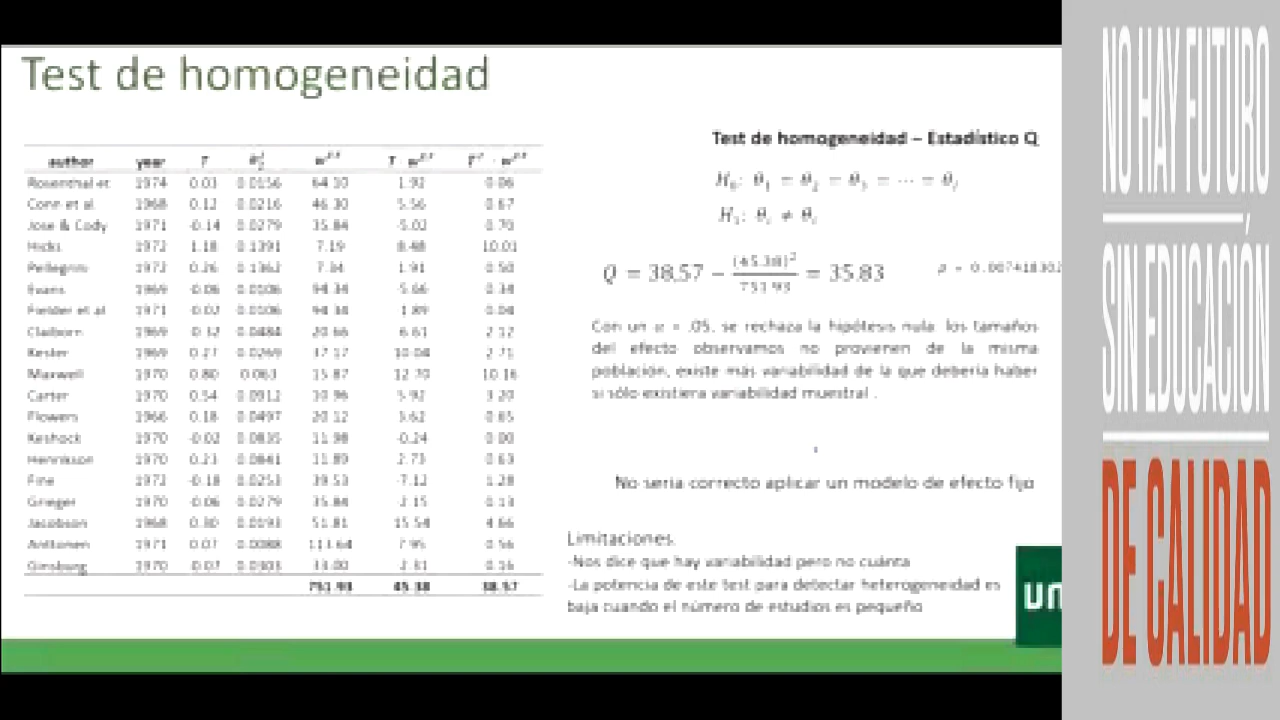 Test de homogeneidad
author year T w T · w
Rosenthal et 1974 0.03 0.0156 64.10 1.92 0.06
Conn et al 1968 0.12 0.0216 46.30 5.56 0.67
Jose & Cody 1971 -0.14 0.0279 35.84 -5.02 0.70
Hicks 1972 1.18 0.1391 7.19 8.48 10.01
Pellegrini 1972 0.26 0.1362 7.34 1.91 0.50
Evans 1969 -0.06 0.0106 94.34 -5.66 0.34
Fielder et al 1971 -0.02 0.0106 94.34 -1.89 0.04
Claiborn 1969 -0.32 0.0484 20.66 -6.61 2.12
Kester 1969 0.27 0.0269 37.17 10.04 2.71
Maxwell 1970 0.80 0.063 15.87 12.70 10.16
Carter 1970 0.54 0.0912 10.96 5.92 3.20
Flowers 1966 0.18 0.0497 20.12 3.62 0.65
Keshock 1970 -0.02 0.0835 11.98 -0.24 0.00
Henrikson 1970 0.23 0.0841 11.89 2.73 0.63
Fine 1972 -0.18 0.0253 39.53 -7.12 1.28
Grieger 1970 -0.06 0.0279 35.84 -2.15 0.13
Jacobson 1968 0.30 0.0193 51.81 15.54 4.66
1971 0.07 0.0088 113.64 7.95 0.56
Ginsburg 1970 -0.07 0.0303 33.00 -2.31 0.16
751.93 45.38 38.57
Test de homogeneidad – Estadístico Q
H₀: θ₁ = θ₂ = θ₃ = ⋯ = θⱼ
H₁: θᵢ ≠ θᵢ
Q = 38,57 − (45.38)² / 751.93 = 35.83 p = 0.007418302
Con un α = .05, se rechaza la hipótesis nula: los tamaños
del efecto observamos no provienen de la misma
población, existe más variabilidad de la que debería haber
si sólo existiera variabilidad muestral .
No sería correcto aplicar un modelo de efecto fijo
Limitaciones:
-Nos dice que hay variabilidad pero no cuánta
-La potencia de este test para detectar heterogeneidad es
baja cuando el número de estudios es pequeño
un
NO HAY FUTURO
SIN EDUCACIÓN
DE CALIDAD